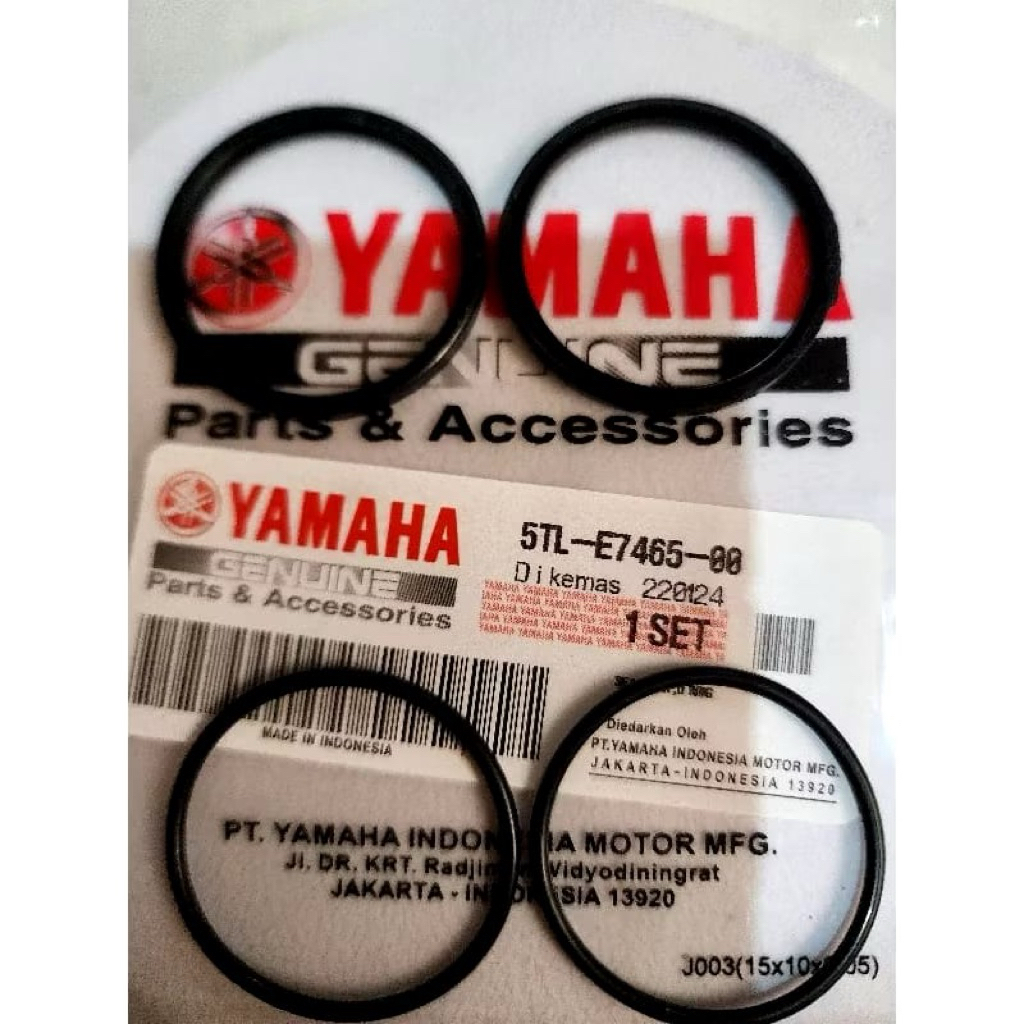 YAMAHA
GENUINE
Parts & Accessories
YAMAHA
GENUINE
Parts & Accessories
5TL-E7465-00
Dikemas 220124
1 SET
MADE IN INDONESIA
Diedarkan Oleh
PT.YAMAHA INDONESIA MOTOR MFG.
JAKARTA-INDONESIA 13920
PT. YAMAHA INDONESIA MOTOR MFG.
Jl. DR. KRT. Vidyodiningrat
JAKARTA - INDONESIA 13920